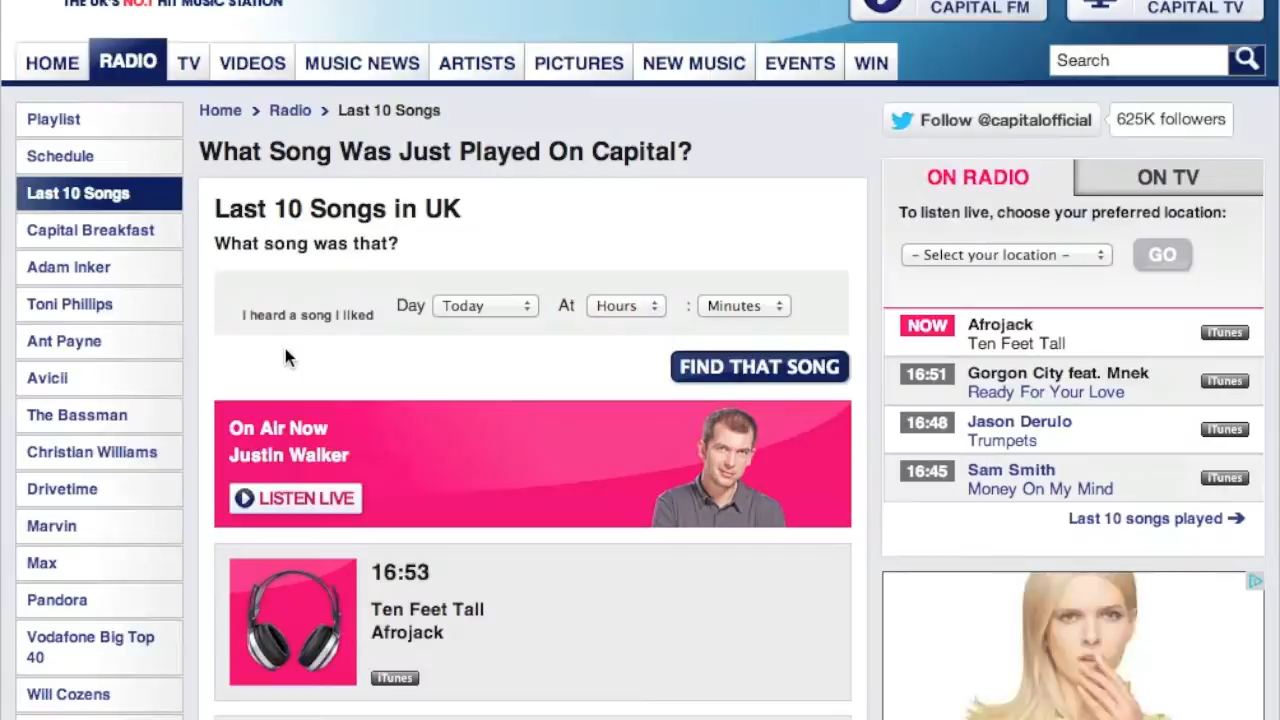 THE UK'S NO.1 HIT MUSIC STATION
CAPITAL FM
CAPITAL TV
HOME
RADIO
TV
VIDEOS
MUSIC NEWS
ARTISTS
PICTURES
NEW MUSIC
EVENTS
WIN
Search
Playlist
Schedule
Last 10 Songs
Capital Breakfast
Adam Inker
Toni Phillips
Ant Payne
Avicii
The Bassman
Christian Williams
Drivetime
Marvin
Max
Pandora
Vodafone Big Top
40
Will Cozens
Home > Radio > Last 10 Songs
What Song Was Just Played On Capital?
Last 10 Songs in UK
What song was that?
I heard a song I liked Day Today At Hours : Minutes
FIND THAT SONG
On Air Now
Justin Walker
LISTEN LIVE
16:53
Ten Feet Tall
Afrojack
iTunes
Follow @capitalofficial 625K followers
ON RADIO
ON TV
To listen live, choose your preferred location:
- Select your location - GO
NOW Afrojack
Ten Feet Tall
iTunes
16:51 Gorgon City feat. Mnek
Ready For Your Love
iTunes
16:48 Jason Derulo
Trumpets
iTunes
16:45 Sam Smith
Money On My Mind
iTunes
Last 10 songs played